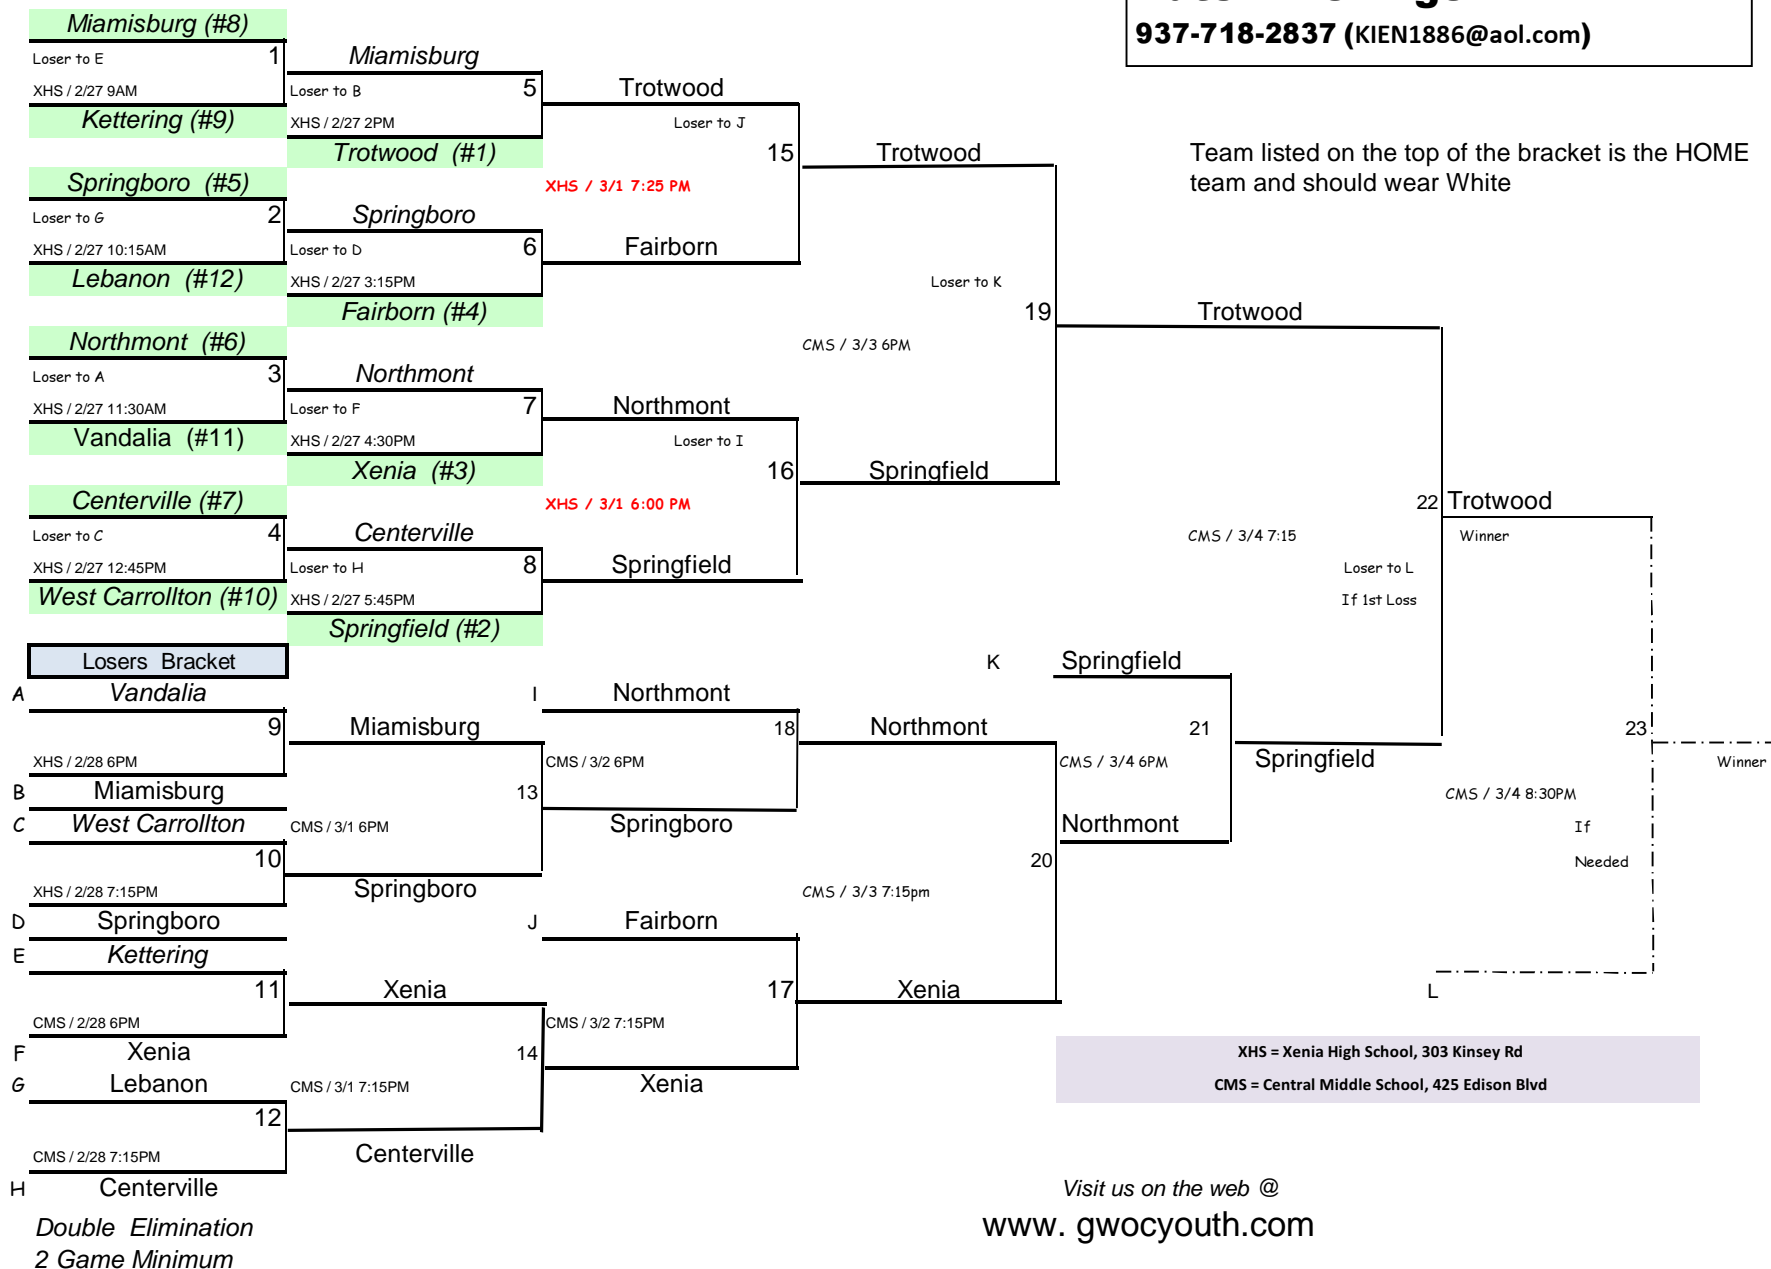 937-718-2837 (KIEN1886@aol.com)
Miamisburg (#8)
Loser to E
1
XHS / 2/27 9AM
Kettering (#9)
Miamisburg
Loser to B
5
XHS / 2/27 2PM
Trotwood (#1)
Springboro (#5)
Loser to G
2
XHS / 2/27 10:15AM
Lebanon (#12)
Springboro
Loser to D
6
XHS / 2/27 3:15PM
Fairborn (#4)
Northmont (#6)
Loser to A
3
XHS / 2/27 11:30AM
Vandalia (#11)
Northmont
Loser to F
7
XHS / 2/27 4:30PM
Xenia (#3)
Centerville (#7)
Loser to C
4
XHS / 2/27 12:45PM
West Carrollton (#10)
Centerville
Loser to H
8
XHS / 2/27 5:45PM
Springfield (#2)
Trotwood
Loser to J
15
XHS / 3/1 7:25 PM
Fairborn
Northmont
Loser to I
16
XHS / 3/1 6:00 PM
Springfield
Trotwood
Loser to K
19
CMS / 3/3 6PM
Springfield
Team listed on the top of the bracket is the HOME
team and should wear White
Trotwood
22
CMS / 3/4 7:15
Loser to L
If 1st Loss
Trotwood
Winner
Losers Bracket
A
Vandalia
9
XHS / 2/28 6PM
B
Miamisburg
C
West Carrollton
10
XHS / 2/28 7:15PM
D
Springboro
E
Kettering
11
CMS / 2/28 6PM
F
Xenia
G
Lebanon
12
CMS / 2/28 7:15PM
H
Centerville
Miamisburg
13
CMS / 3/1 6PM
Springboro
Xenia
14
CMS / 3/1 7:15PM
Centerville
I
Northmont
18
CMS / 3/2 6PM
Springboro
J
Fairborn
17
CMS / 3/2 7:15PM
Xenia
Northmont
20
CMS / 3/3 7:15pm
Xenia
K
Springfield
21
CMS / 3/4 6PM
Northmont
Springfield
23
CMS / 3/4 8:30PM
If
Needed
L
Winner
XHS = Xenia High School, 303 Kinsey Rd
CMS = Central Middle School, 425 Edison Blvd
Visit us on the web @
www. gwocyouth.com
Double Elimination
2 Game Minimum